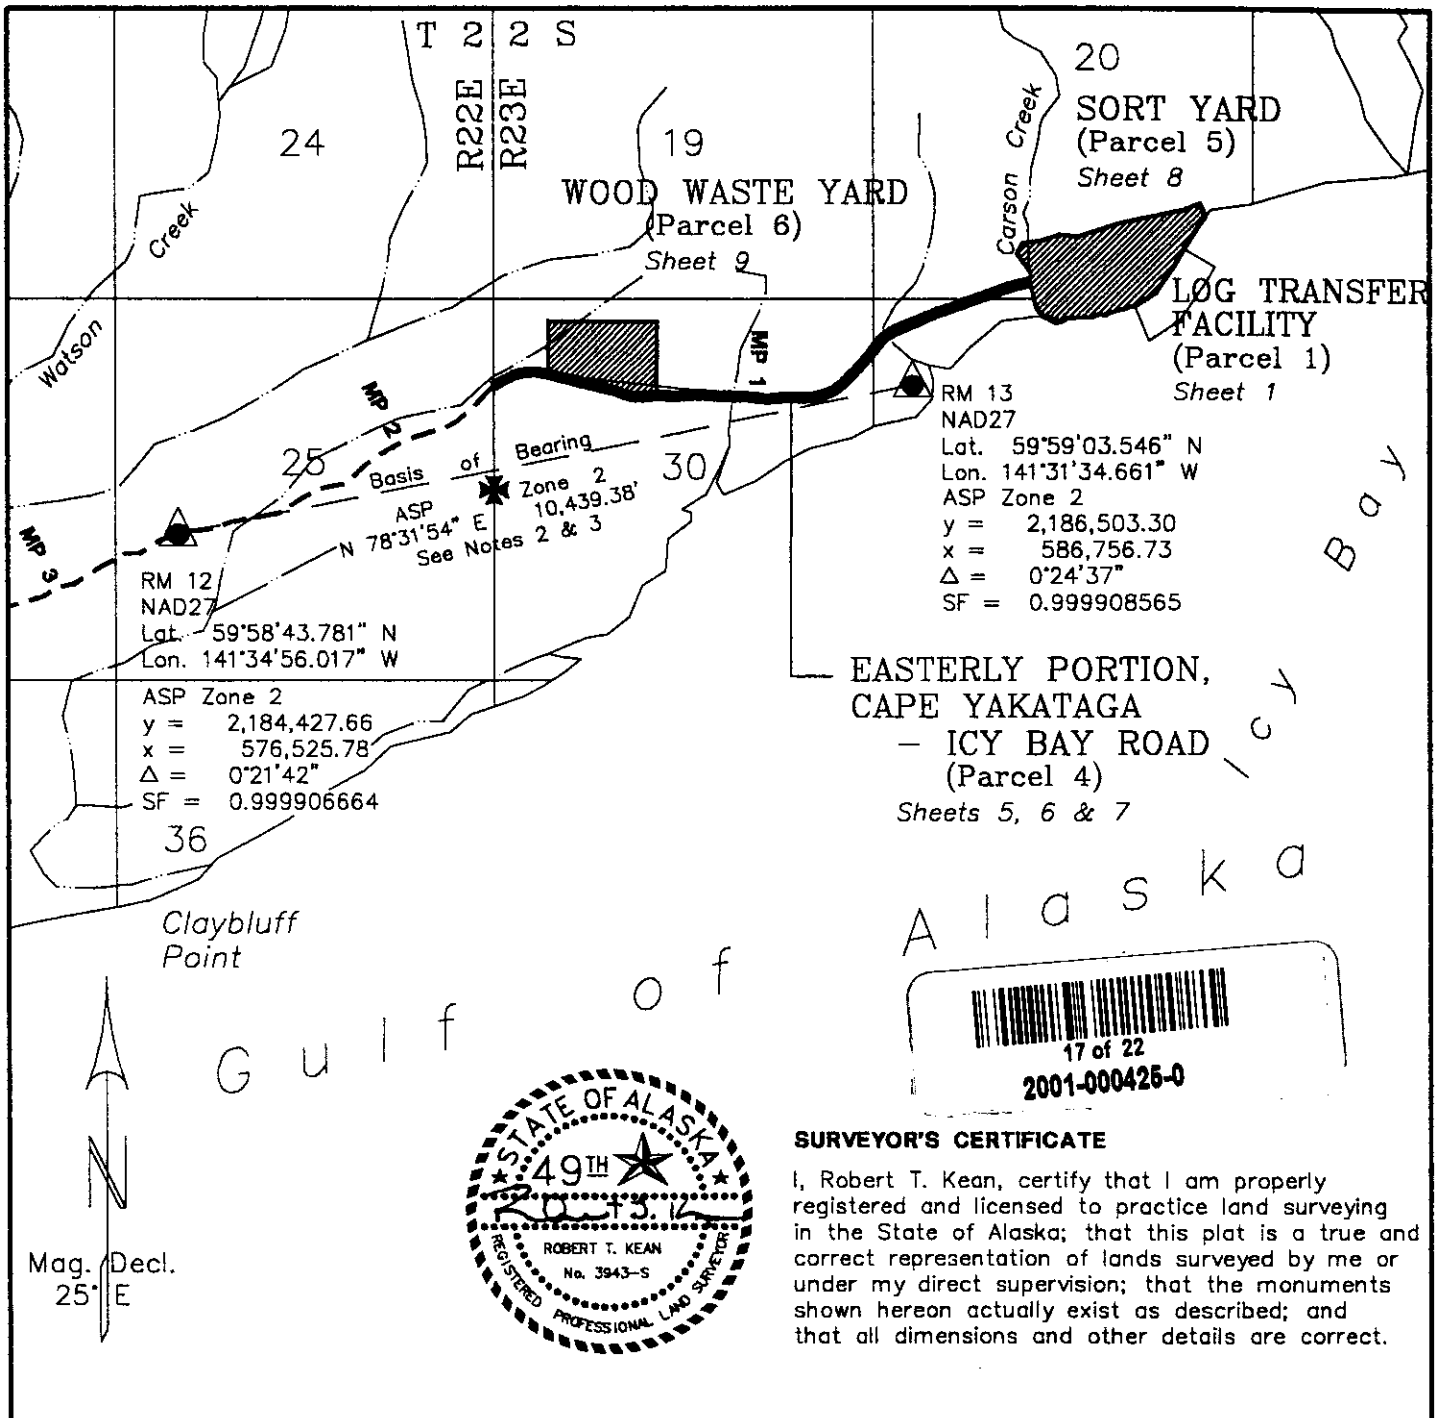 T 2 2 S
R22E
R23E
24
19
20
SORT YARD
(Parcel 5)
Sheet 8
Carson Creek
WOOD WASTE YARD
(Parcel 6)
Sheet 9
Watson Creek
LOG TRANSFER
FACILITY
(Parcel 1)
Sheet 1
MP 1
MP 2
MP 3
25
30
Basis of Bearing
ASP Zone 2
N 78°31'54" E 10,439.38'
See Notes 2 & 3
RM 13
NAD27
Lat. 59°59'03.546" N
Lon. 141°31'34.661" W
ASP Zone 2
y = 2,186,503.30
x = 586,756.73
Δ = 0°24'37"
SF = 0.999908565
RM 12
NAD27
Lat. 59°58'43.781" N
Lon. 141°34'56.017" W
ASP Zone 2
y = 2,184,427.66
x = 576,525.78
Δ = 0°21'42"
SF = 0.999906664
EASTERLY PORTION,
CAPE YAKATAGA
– ICY BAY ROAD
(Parcel 4)
Sheets 5, 6 & 7
Icy Bay
36
Claybluff
Point
Gulf of Alaska
17 of 22
2001-000426-0
N
Mag. Decl.
25° E
STATE OF ALASKA
49TH
ROBERT T. KEAN
No. 3943-S
REGISTERED PROFESSIONAL LAND SURVEYOR
SURVEYOR'S CERTIFICATE
I, Robert T. Kean, certify that I am properly
registered and licensed to practice land surveying
in the State of Alaska; that this plat is a true and
correct representation of lands surveyed by me or
under my direct supervision; that the monuments
shown hereon actually exist as described; and
that all dimensions and other details are correct.